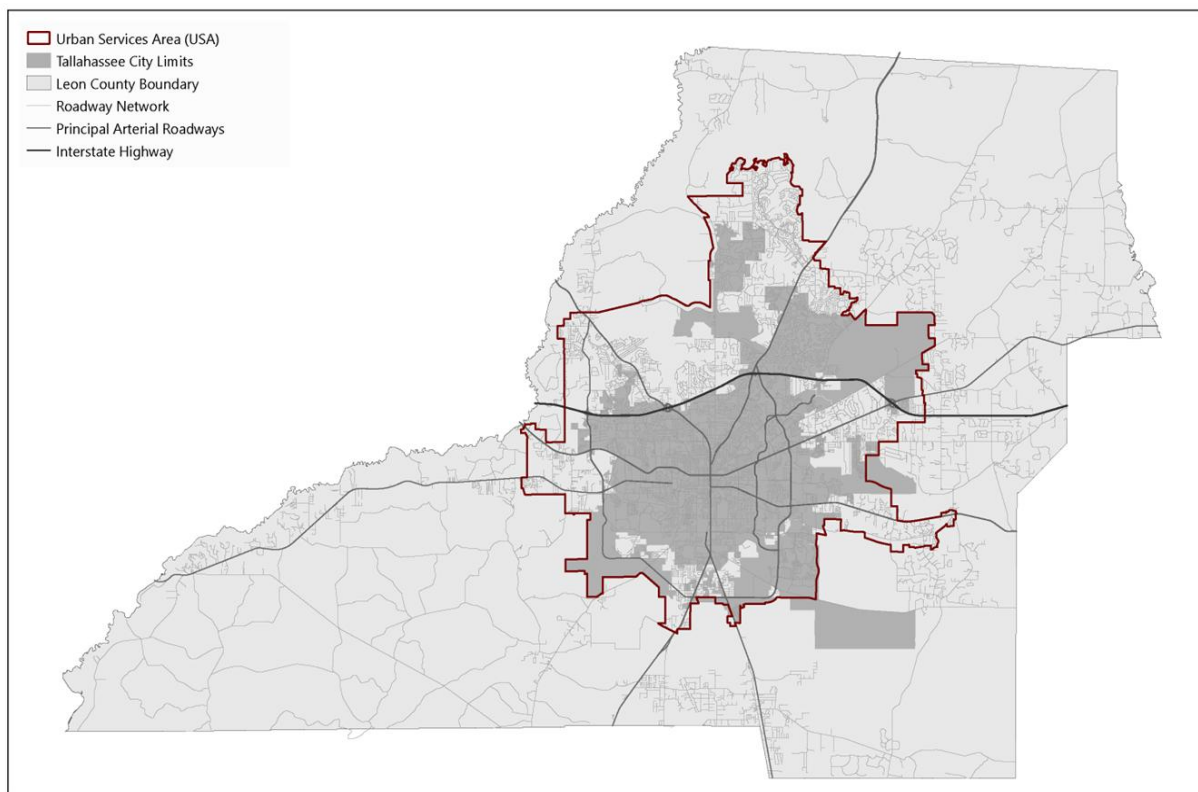 Urban Services Area (USA)
Tallahassee City Limits
Leon County Boundary
Roadway Network
Principal Arterial Roadways
Interstate Highway